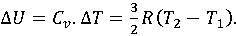 ΔU = C_v. ΔT = \frac{3}{2} R (T_2 − T_1).